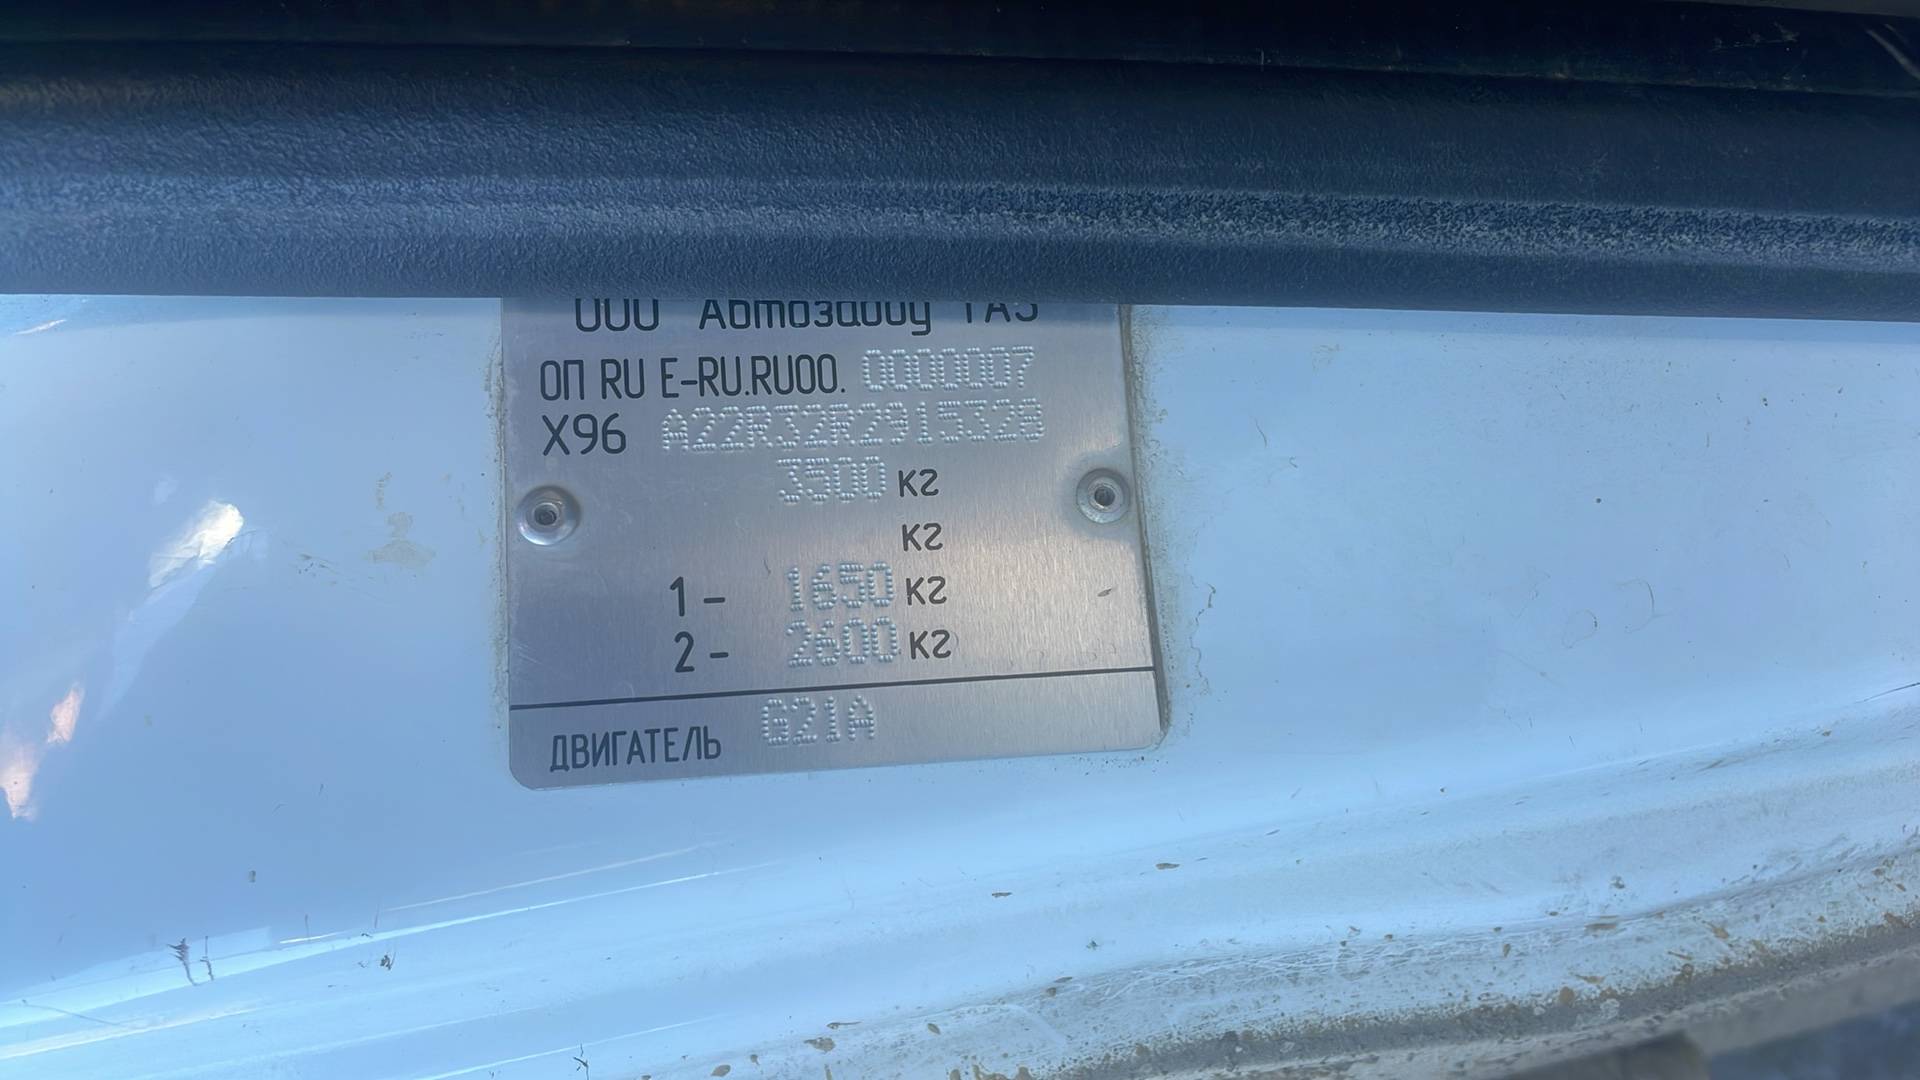 ООО Автозавод ГАЗ
ОП RU E-RU.RU00. 0000007
X96 A22R32R2915328
3500 кг
кг
1 - 1650 кг
2 - 2600 кг
ДВИГАТЕЛЬ G21A